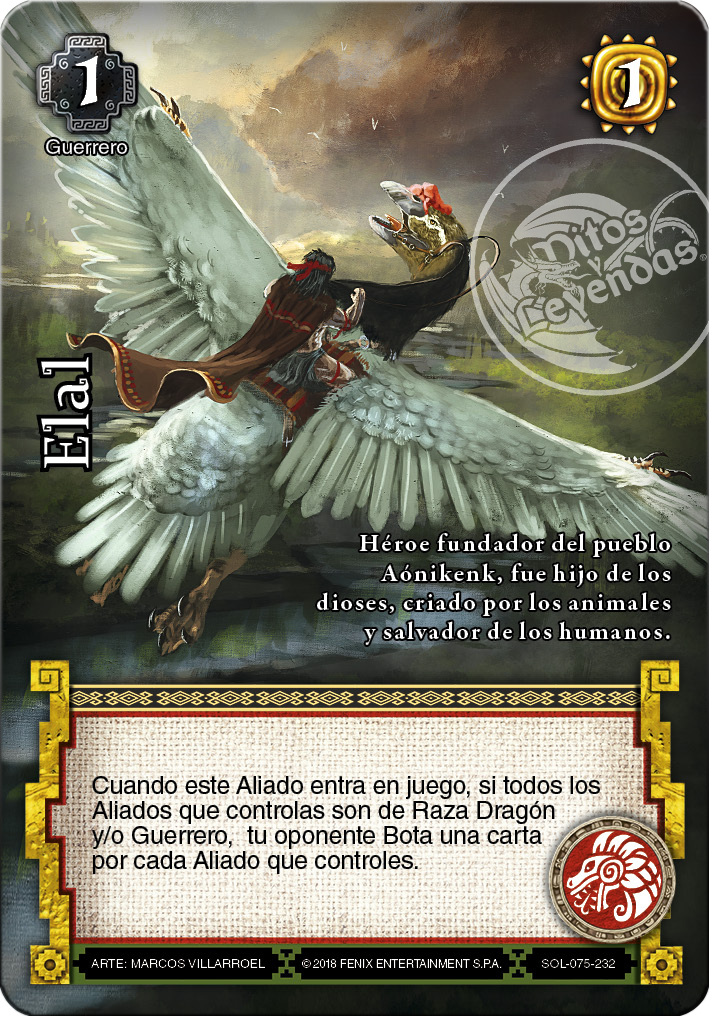 1
Guerrero
1
Mitos
y
Leyendas
Elal
Héroe fundador del pueblo
Aónikenk, fue hijo de los
dioses, criado por los animales
y salvador de los humanos.
Cuando este Aliado entra en juego, si todos los
Aliados que controlas son de Raza Dragón
y/o Guerrero, tu oponente Bota una carta
por cada Aliado que controles.
ARTE: MARCOS VILLARROEL
© 2018 FENIX ENTERTAINMENT S.P.A.
SOL-075-232